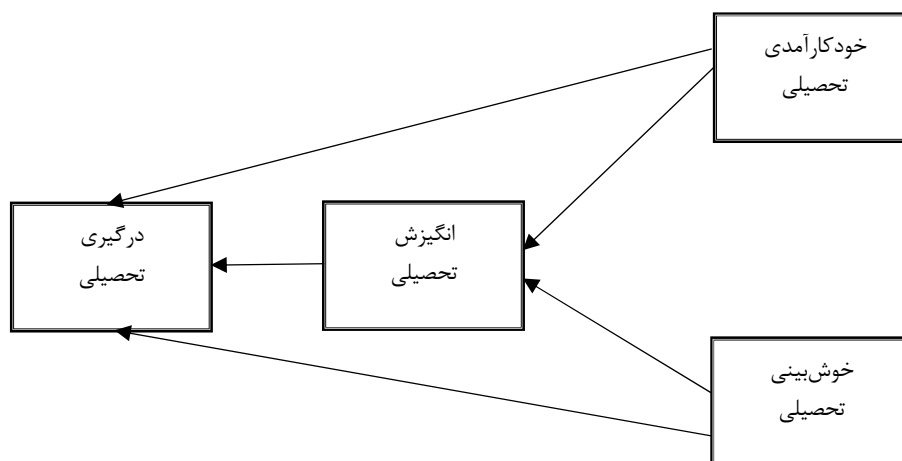 خودکارآمدی
تحصیلی
انگیزش
تحصیلی
درگیری
تحصیلی
خوش‌بینی
تحصیلی